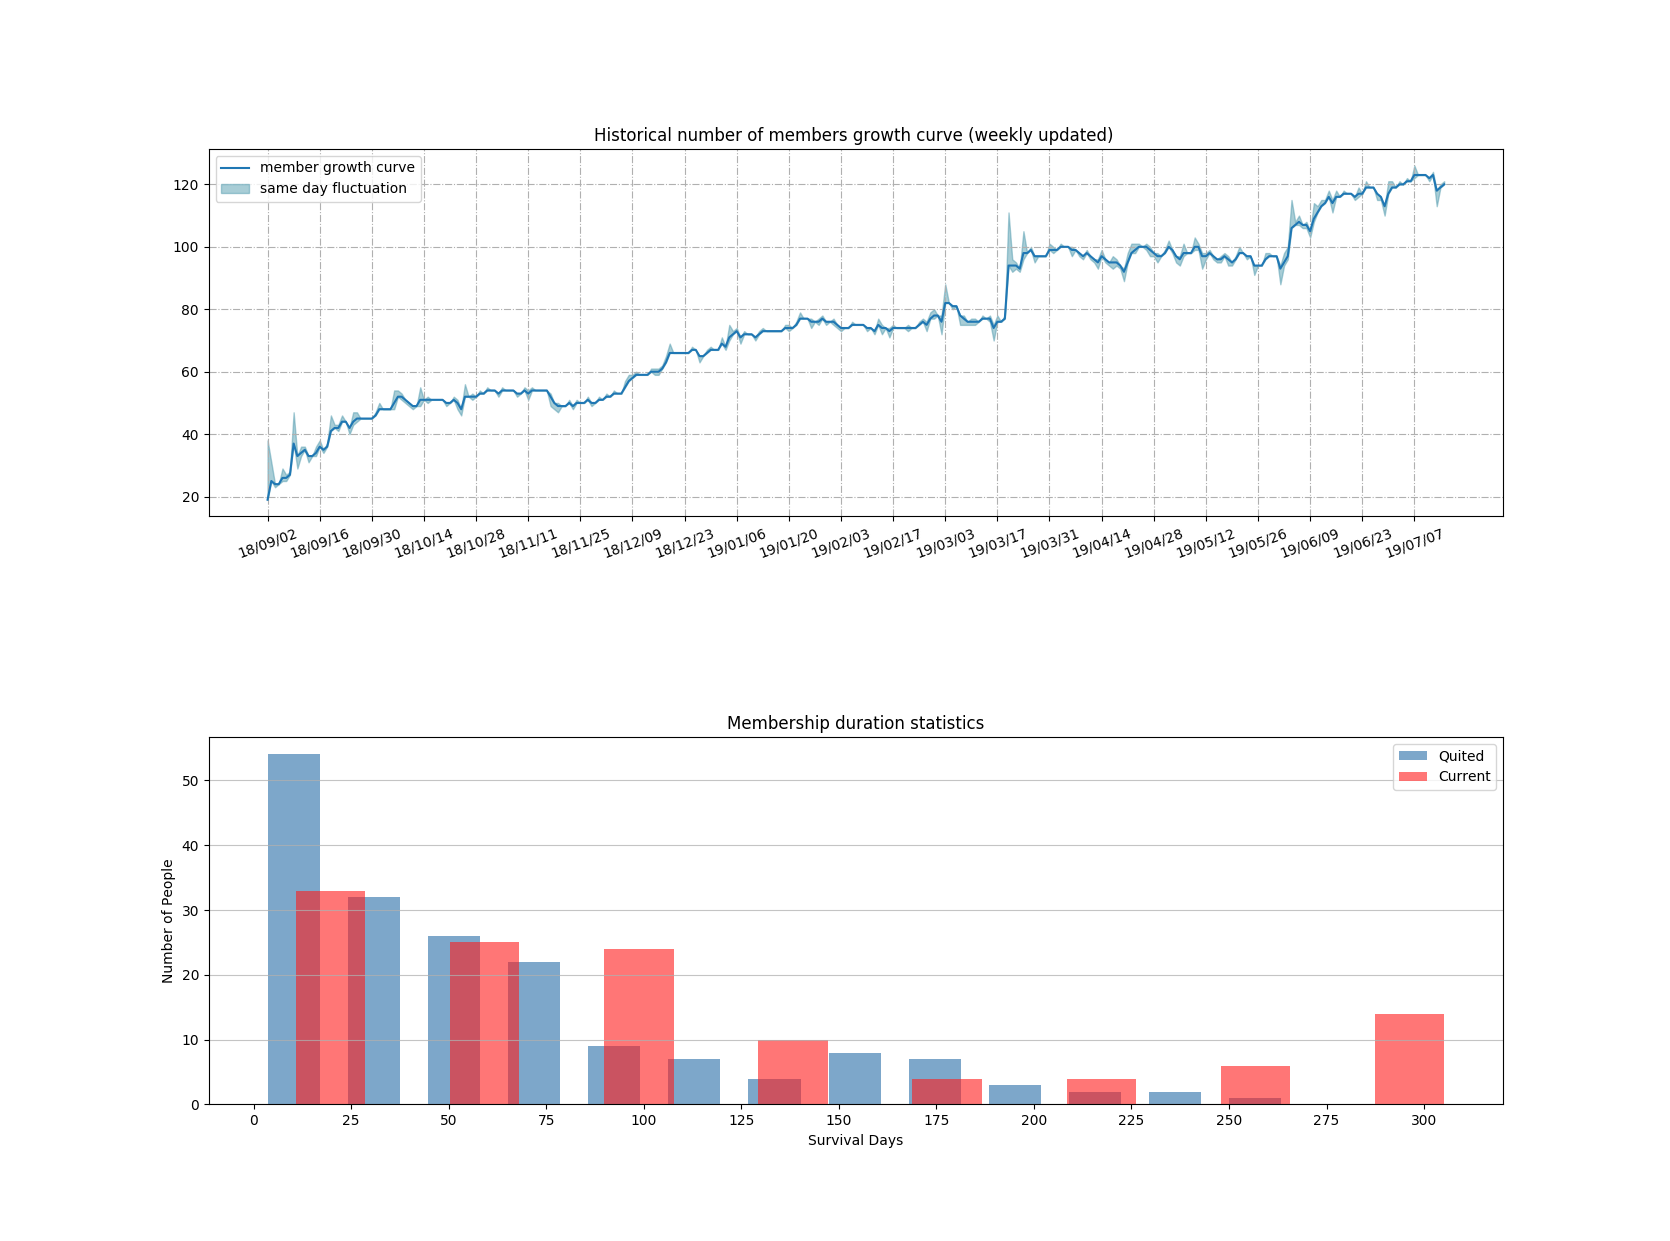 Historical number of members growth curve (weekly updated)
member growth curve
same day fluctuation
120
100
80
60
40
20
18/09/02 18/09/16 18/09/30 18/10/14 18/10/28 18/11/11 18/11/25 18/12/09 18/12/23 19/01/06 19/01/20 19/02/03 19/02/17 19/03/03 19/03/17 19/03/31 19/04/14 19/04/28 19/05/12 19/05/26 19/06/09 19/06/23 19/07/07
Membership duration statistics
Quited
Current
Number of People
50
40
30
20
10
0
0 25 50 75 100 125 150 175 200 225 250 275 300
Survival Days